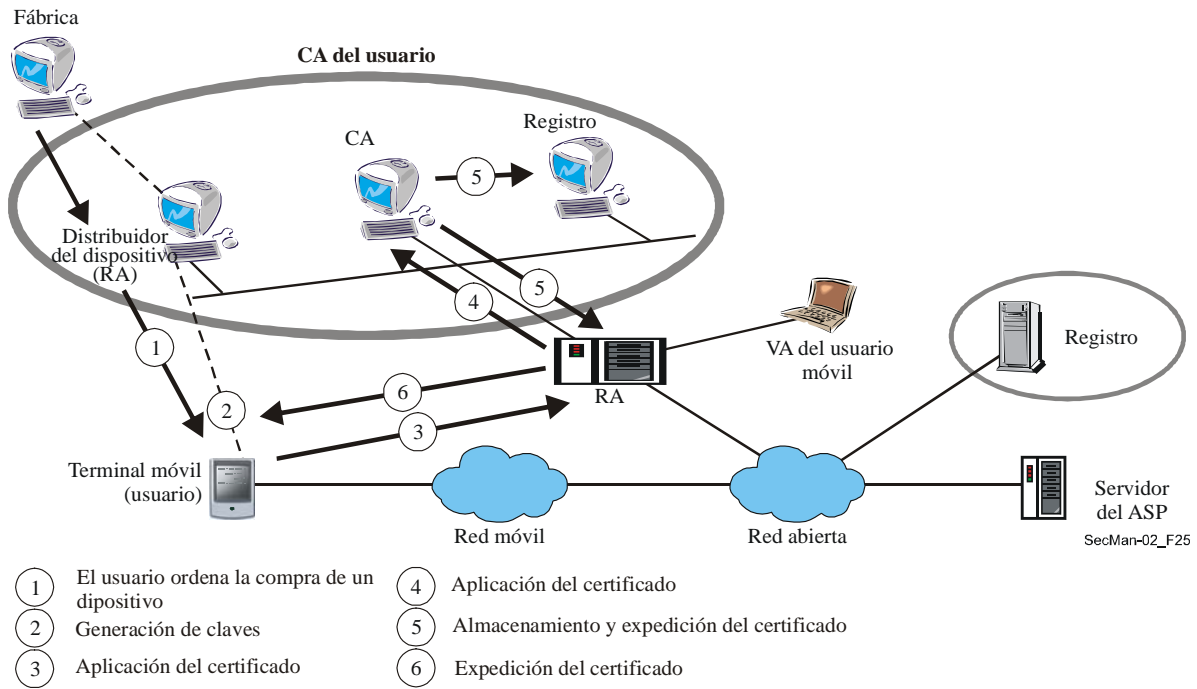 Fábrica
CA del usuario
Registro
CA
5
Distribuidor
del dispositivo
(RA)
4
5
1
VA del usuario
móvil
Registro
RA
6
2
3
Terminal móvil
(usuario)
Red móvil
Red abierta
Servidor
del ASP
SecMan-02_F25
1 El usuario ordena la compra de un
dipositivo
2 Generación de claves
3 Aplicación del certificado
4 Aplicación del certificado
5 Almacenamiento y expedición del certificado
6 Expedición del certificado